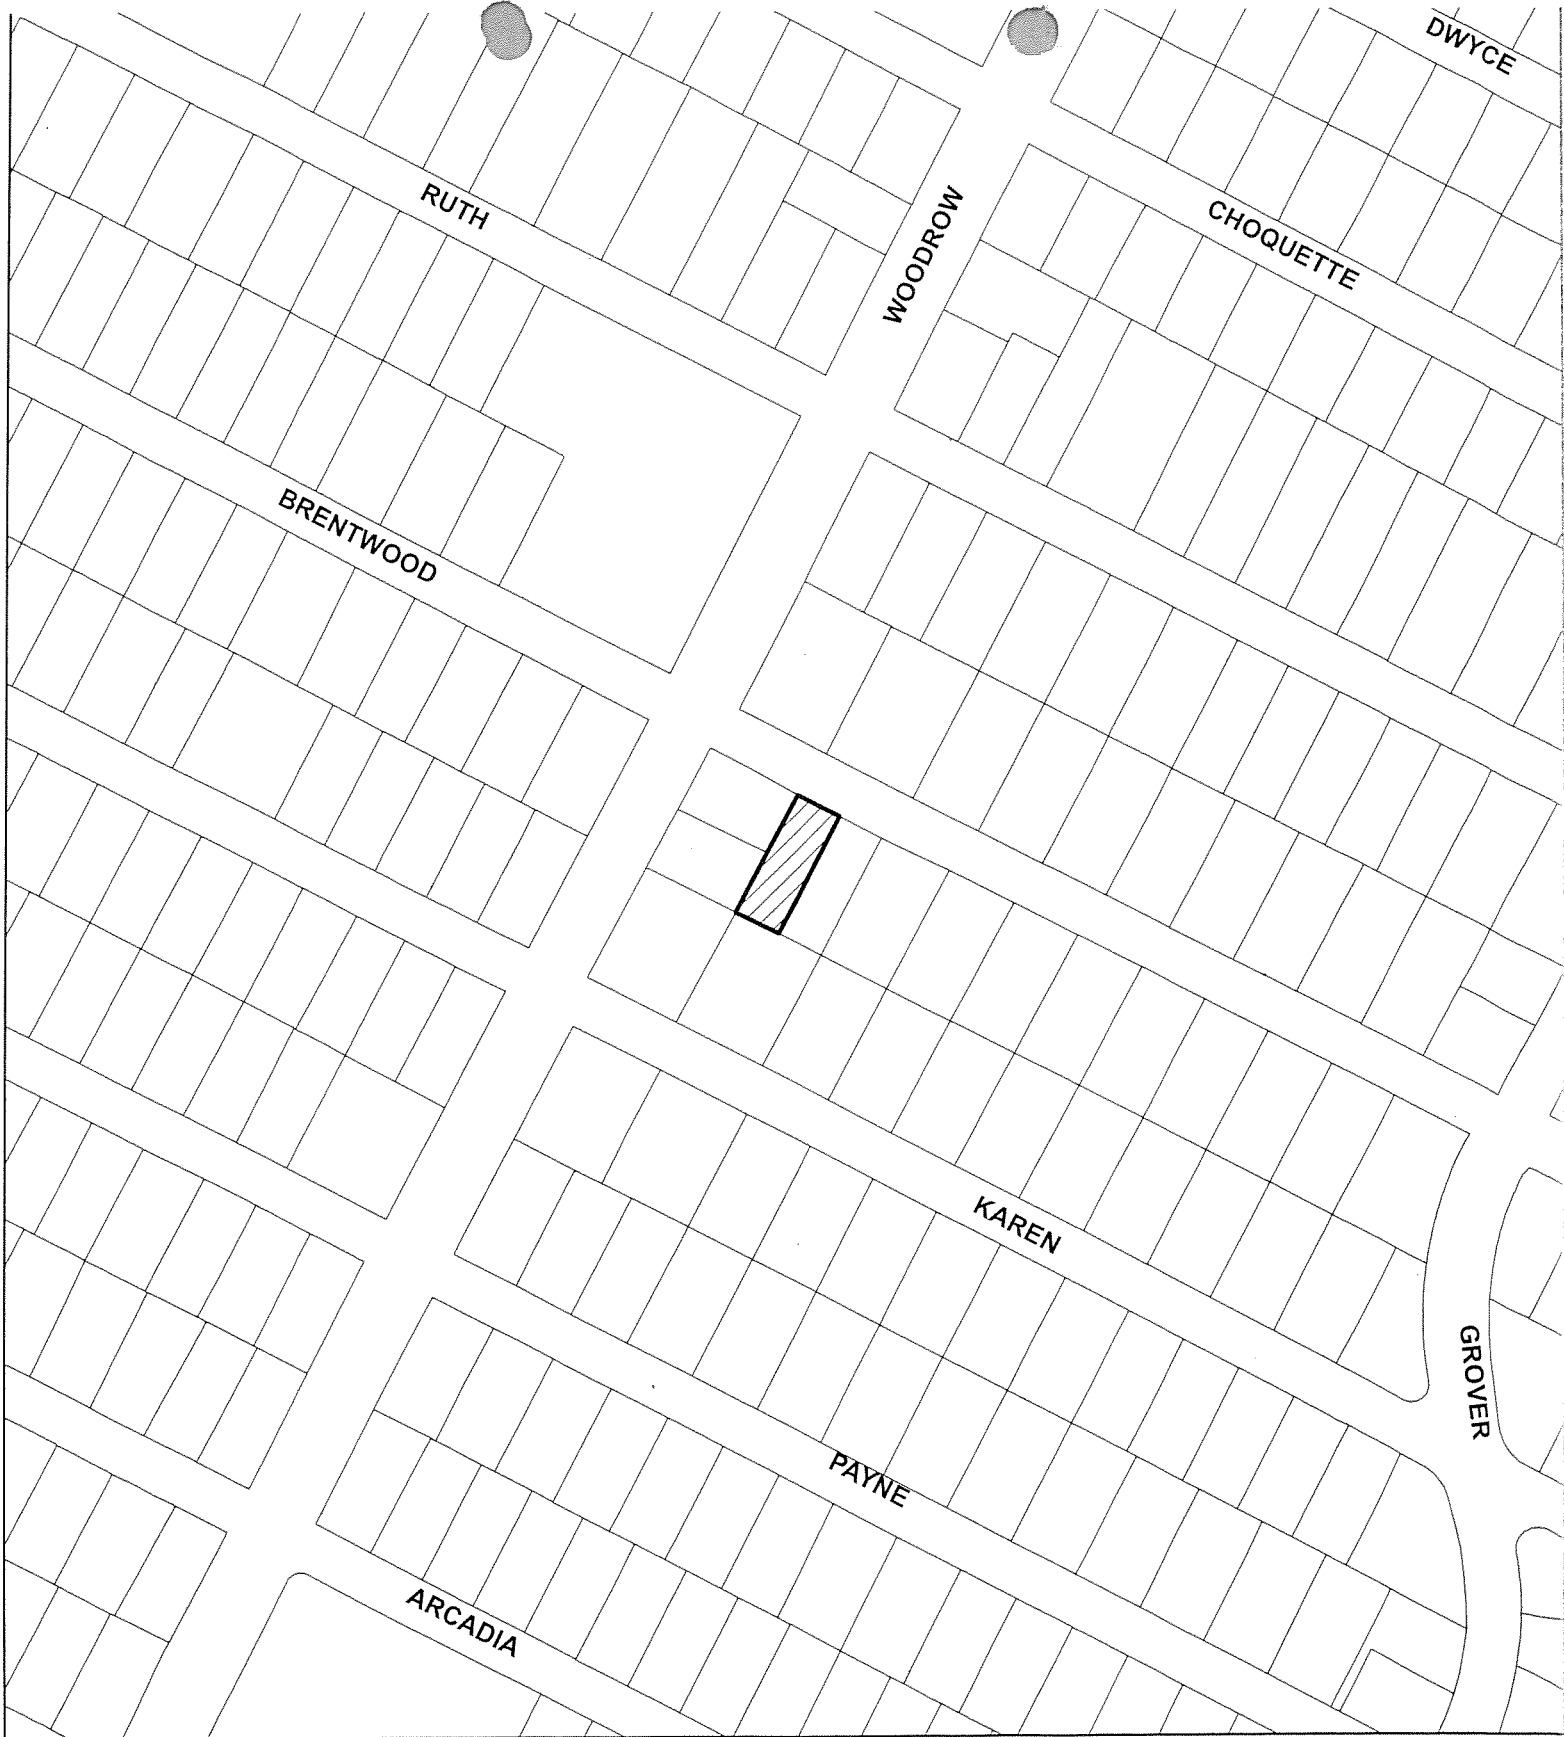 DWYCE
RUTH
WOODROW
CHOQUETTE
BRENTWOOD
KAREN
GROVER
PAYNE
ARCADIA